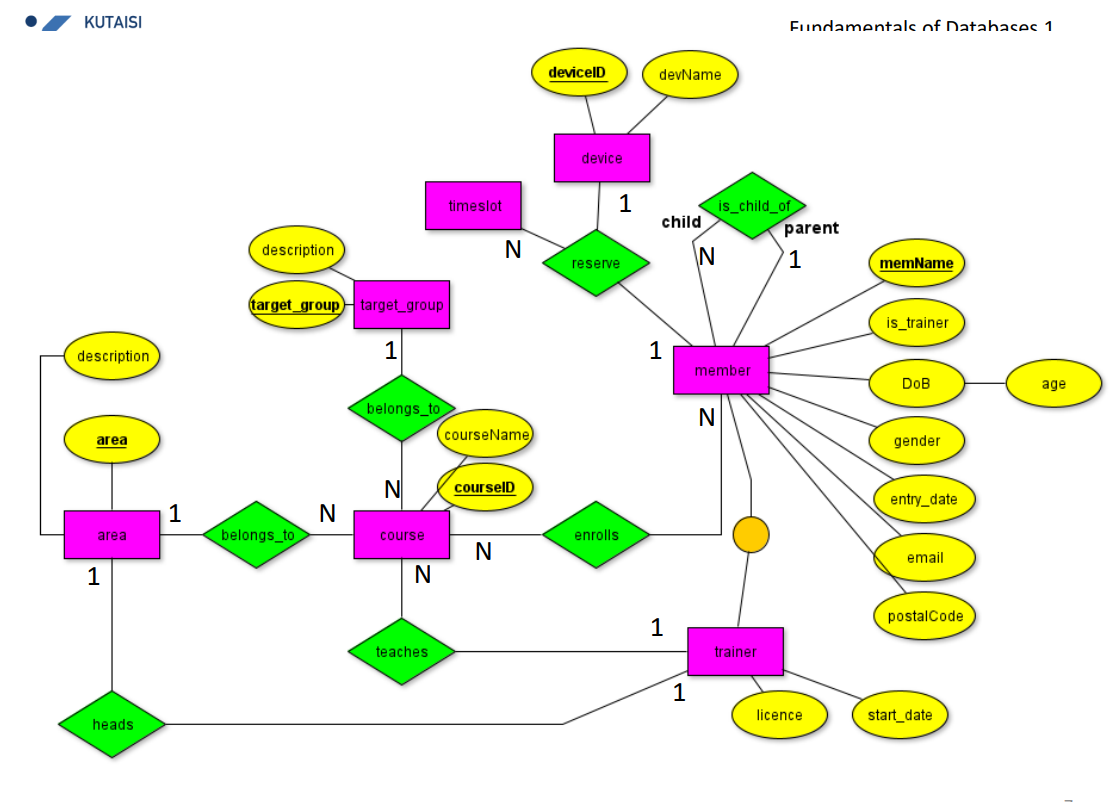 KUTAISI
Fundamentals of Databases 1
deviceID
devName
device
timeslot
1
is_child_of
child
parent
N
description
reserve
N
1
memName
target_group
target_group
is_trainer
1
1
description
member
DoB
age
belongs_to
N
courseName
gender
area
N
courseID
entry_date
1
N
area
belongs_to
course
enrolls
N
email
1
N
postalCode
1
teaches
trainer
1
licence
start_date
heads